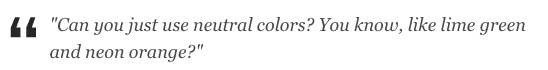 "Can you just use neutral colors? You know, like lime green
and neon orange?"